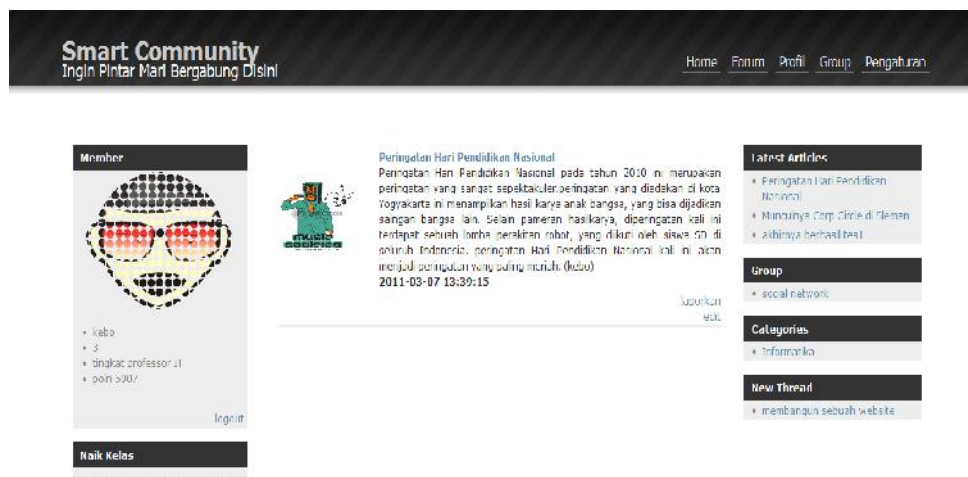 Smart Community
Ingin Pintar Mari Bergabung Disini
Home Forum Profil Group Pengaturan
Member
kebo
3
tingkat professor
poin 5007
logout
Naik Kelas
Peringatan Hari Pendidikan Nasional
Peringatan Hari Pendidikan Nasional pada tahun 2010 ini merupakan
peringatan yang sangat sepektakuler.peringatan yang diadakan di kota
Yogyakarta ini menampilkan hasil karya anak bangsa, yang bisa dijadikan
saingan bangsa lain. Selain pameran hasilkarya, diperingatan kali ini
terdapat sebuah lomba perakitan robot, yang diikuti oleh siswa SD di
seluruh Indonesia. peringatan Hari Pendidikan Nasional kali ini akan
menjadi peringatan yang paling meriah. (kebo)
2011-03-07 13:39:15
laporkan
edit
Latest Articles
Peringatan Hari Pendidikan
Nasional
Munculnya Corp Circle di Sleman
akhirnya berhasil test
Group
social network
Categories
Informatika
New Thread
membangun sebuah website